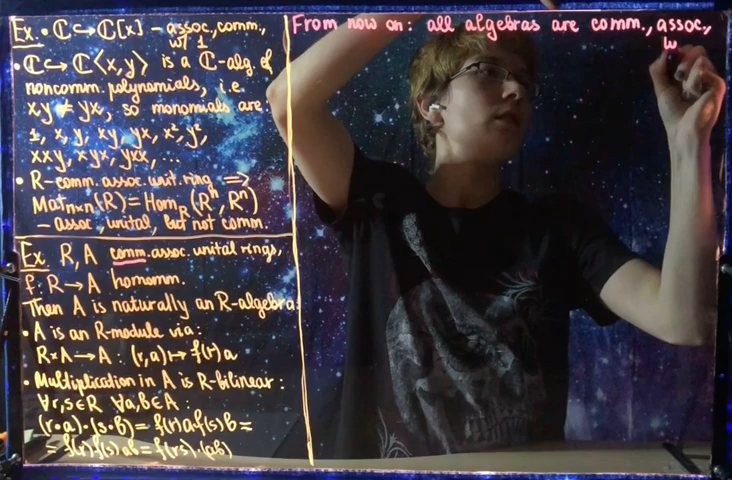 Ex. • ℂ ↪ ℂ[x] – assoc., comm.,
w/ 1
• ℂ ↪ ℂ⟨x, y⟩ is a ℂ-alg. of
noncomm. polynomials, i.e
xy ≠ yx, so monomials are
1, x, y, xy, yx, x², y²,
xxy, xyx, yxx, ...
• R-comm. assoc. unit. ring ⇒
Matₙₓₙ(R) = Hom_R(Rⁿ, Rⁿ)
– assoc., unital, but not comm.
Ex R, A comm. assoc. unital rings,
f: R → A homom.
Then A is naturally an R-algebra:
• A is an R-module via:
R×A → A : (r,a) ↦ f(r)a
• Multiplication in A is R-bilinear:
∀r,s∈R ∀a,b∈A :
(r·a)·(s·b) = f(r)a f(s)b =
= f(r)f(s)ab = f(rs)·(ab)
From now on: all algebras are comm., assoc.,
w